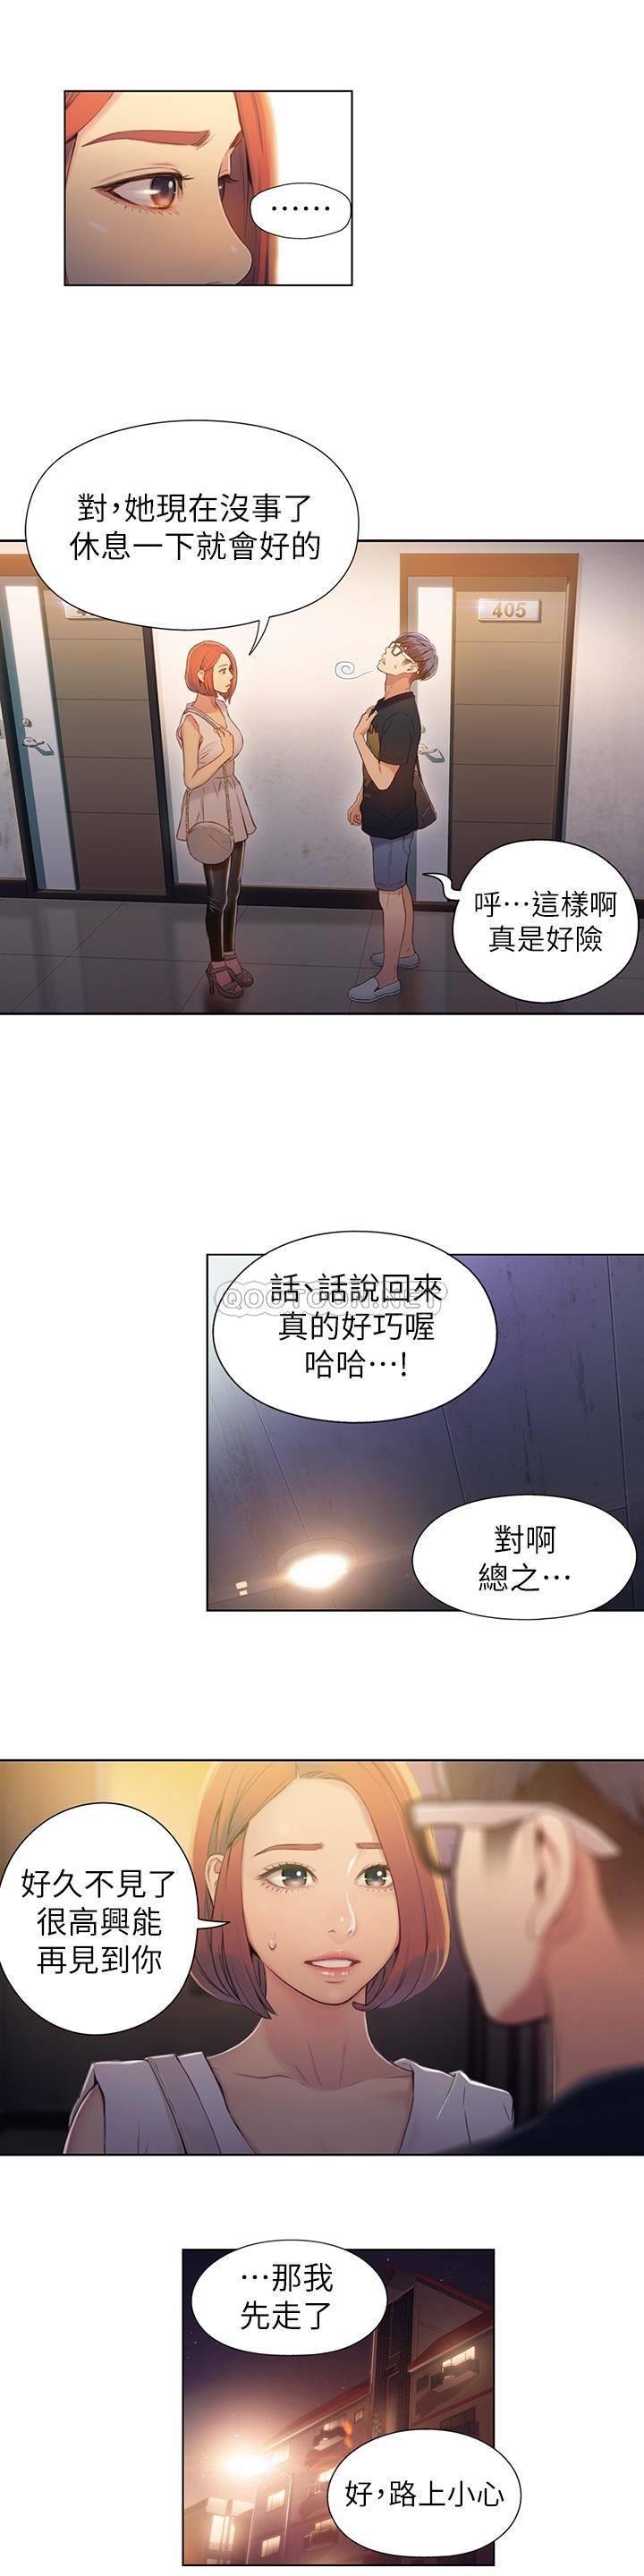 ……
對,她現在沒事了
休息一下就會好的
4
405
呼…這樣啊
真是好險
話、話說回來
QOOTOON.NET
真的好巧喔
哈哈…!
對啊
總之…
好久不見了
很高興能
再見到你
…那我
先走了
好,路上小心